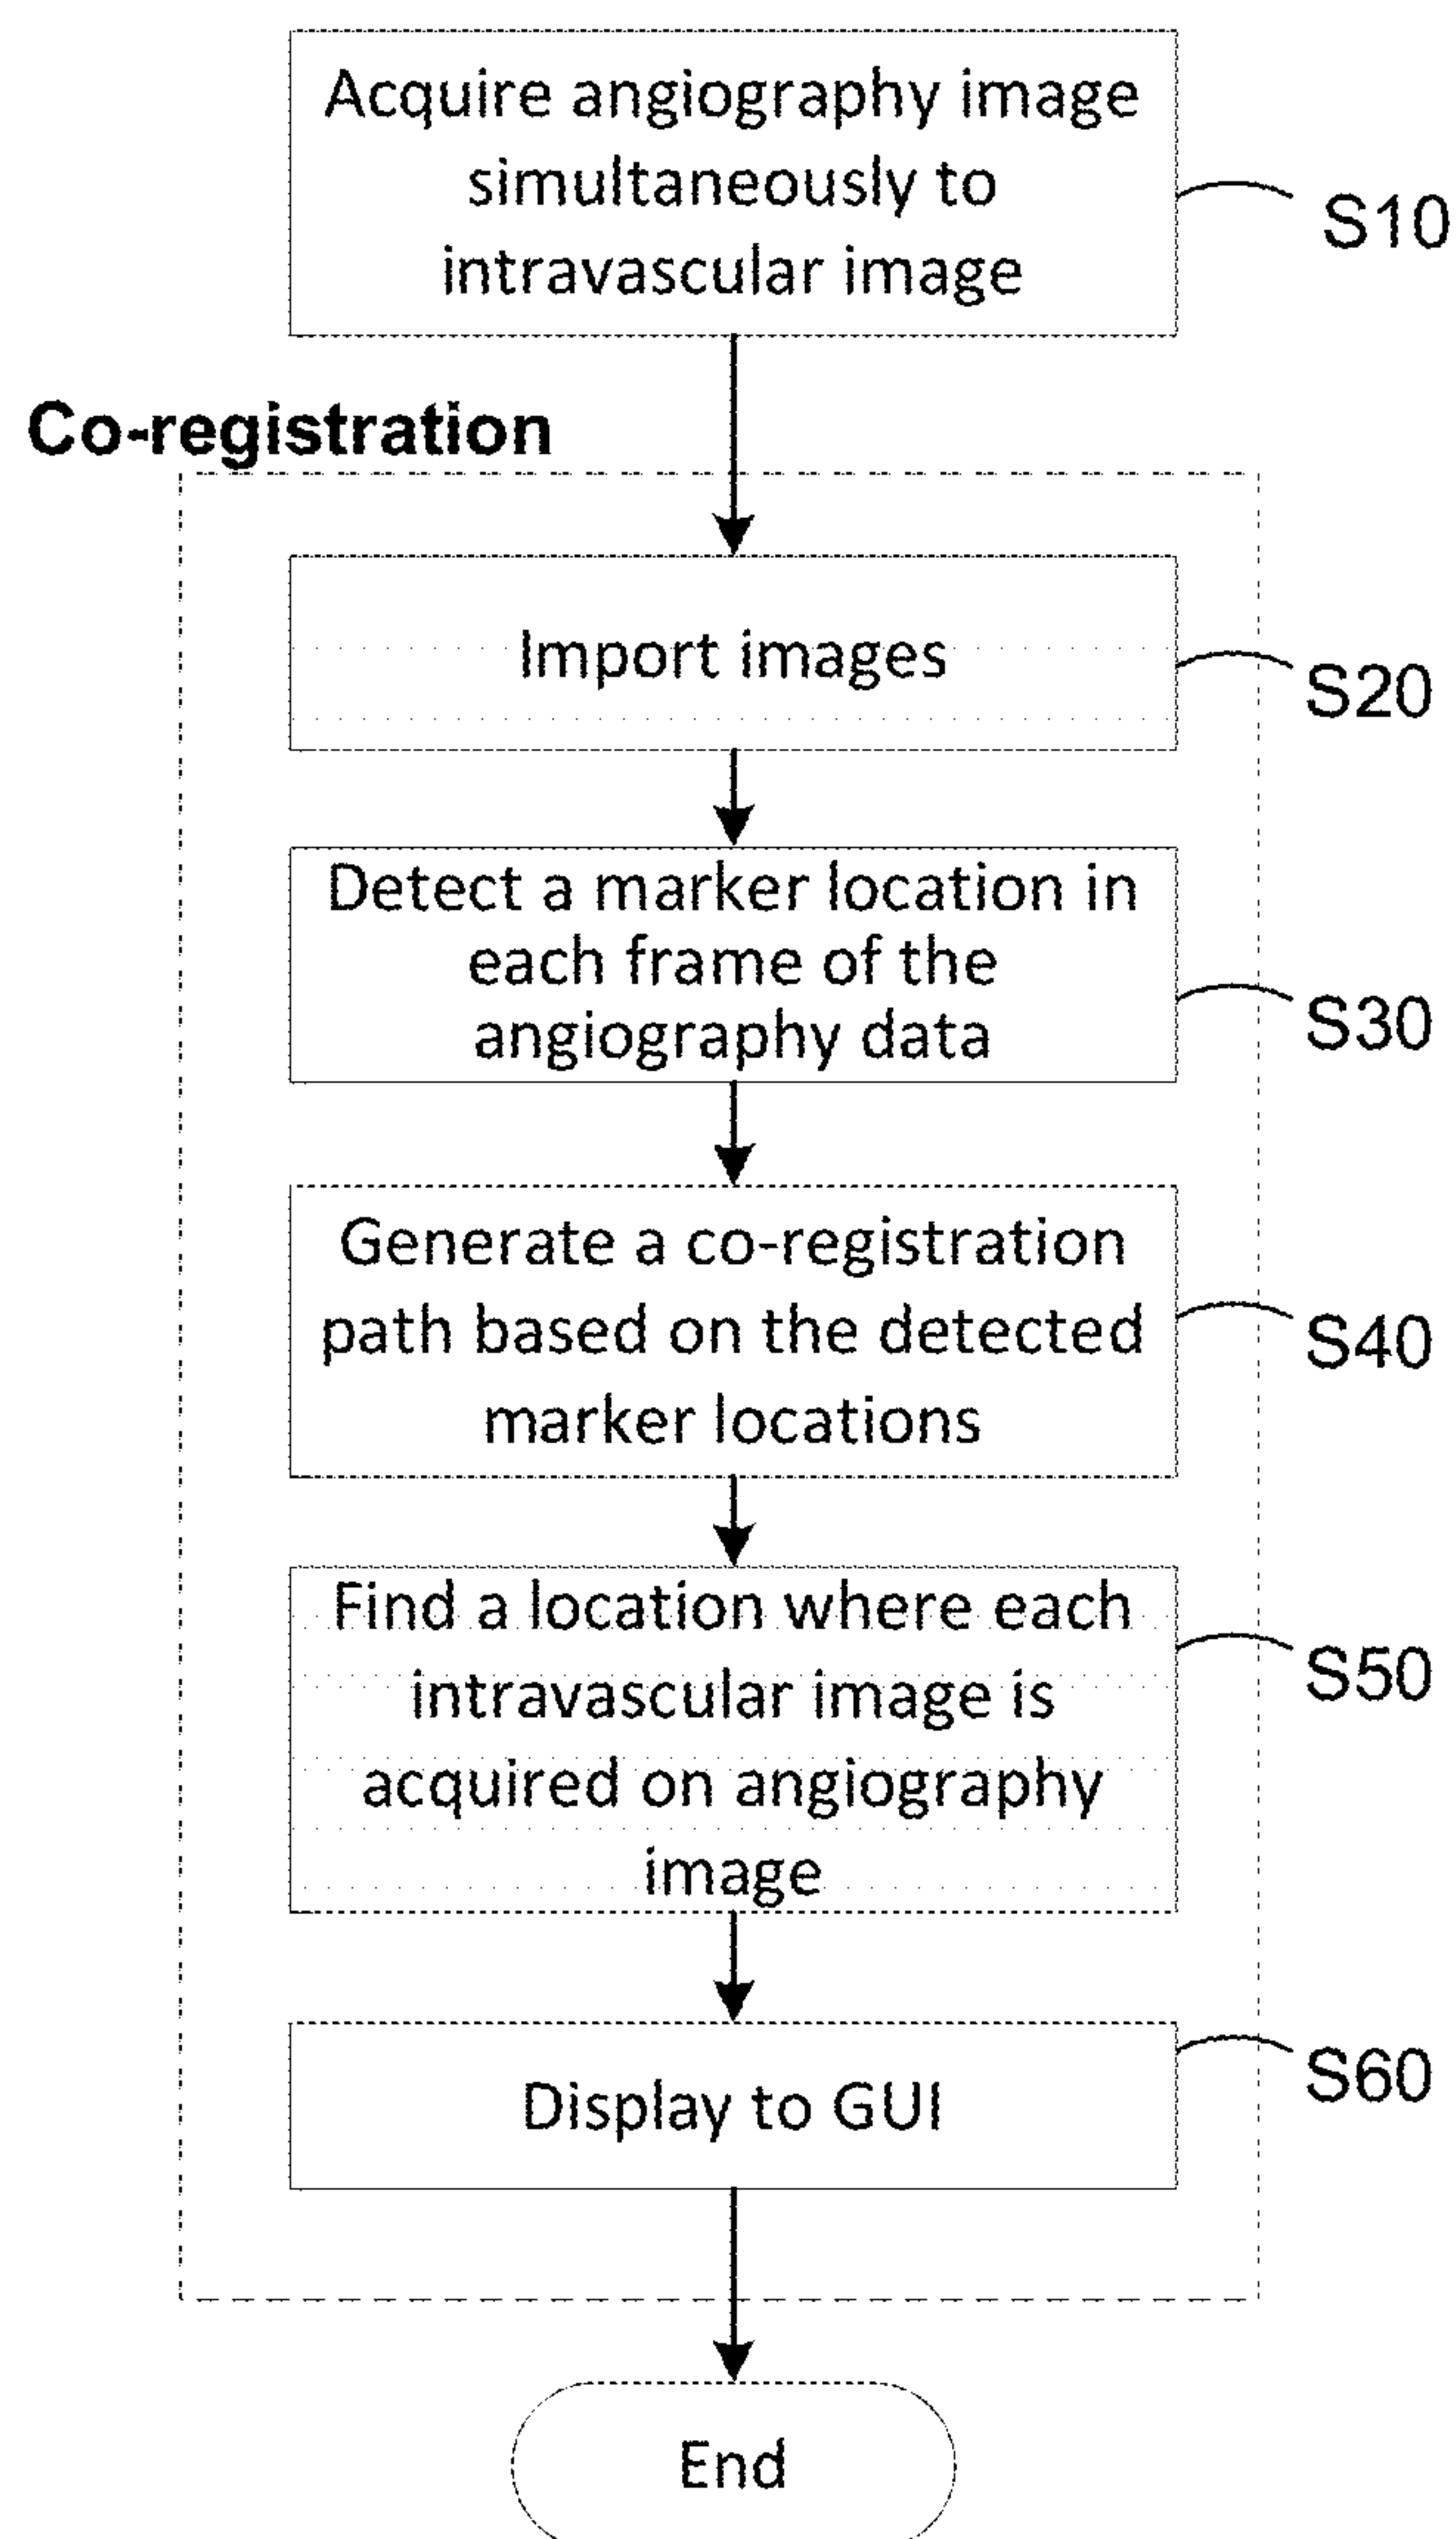 Acquire angiography image
simultaneously to
intravascular image
S10
Co-registration
Import images
S20
Detect a marker location in
each frame of the
angiography data
S30
Generate a co-registration
path based on the detected
marker locations
S40
Find a location where each
intravascular image is
acquired on angiography
image
S50
Display to GUI
S60
End